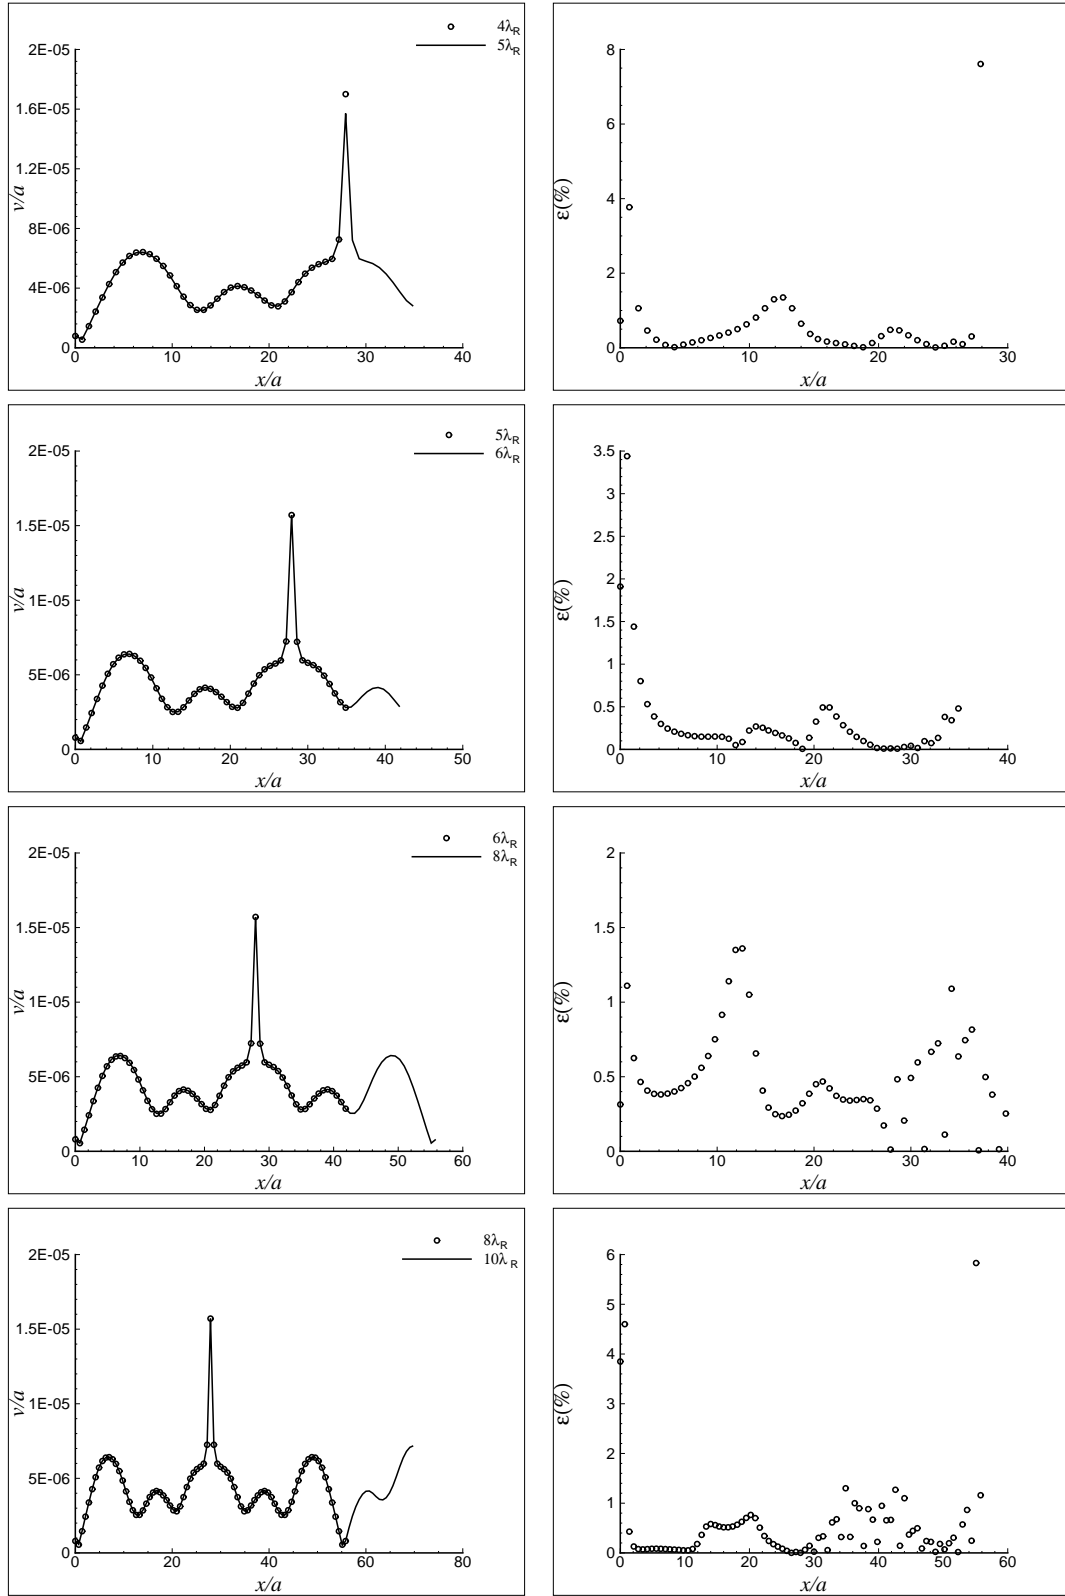 4λR
5λR
2E-05
1.6E-05
1.2E-05
8E-06
4E-06
0
v/a
0 10 20 30 40
x/a
8
6
4
2
0
ε(%)
0 10 20 30
x/a
5λR
6λR
2E-05
1.5E-05
1E-05
5E-06
0
v/a
0 10 20 30 40 50
x/a
3.5
3
2.5
2
1.5
1
0.5
0
ε(%)
0 10 20 30 40
x/a
6λR
8λR
2E-05
1.5E-05
1E-05
5E-06
0
v/a
0 10 20 30 40 50 60
x/a
2
1.5
1
0.5
0
ε(%)
0 10 20 30 40
x/a
8λR
10λR
2E-05
1.5E-05
1E-05
5E-06
0
v/a
0 20 40 60 80
x/a
6
5
4
3
2
1
0
ε(%)
0 10 20 30 40 50 60
x/a